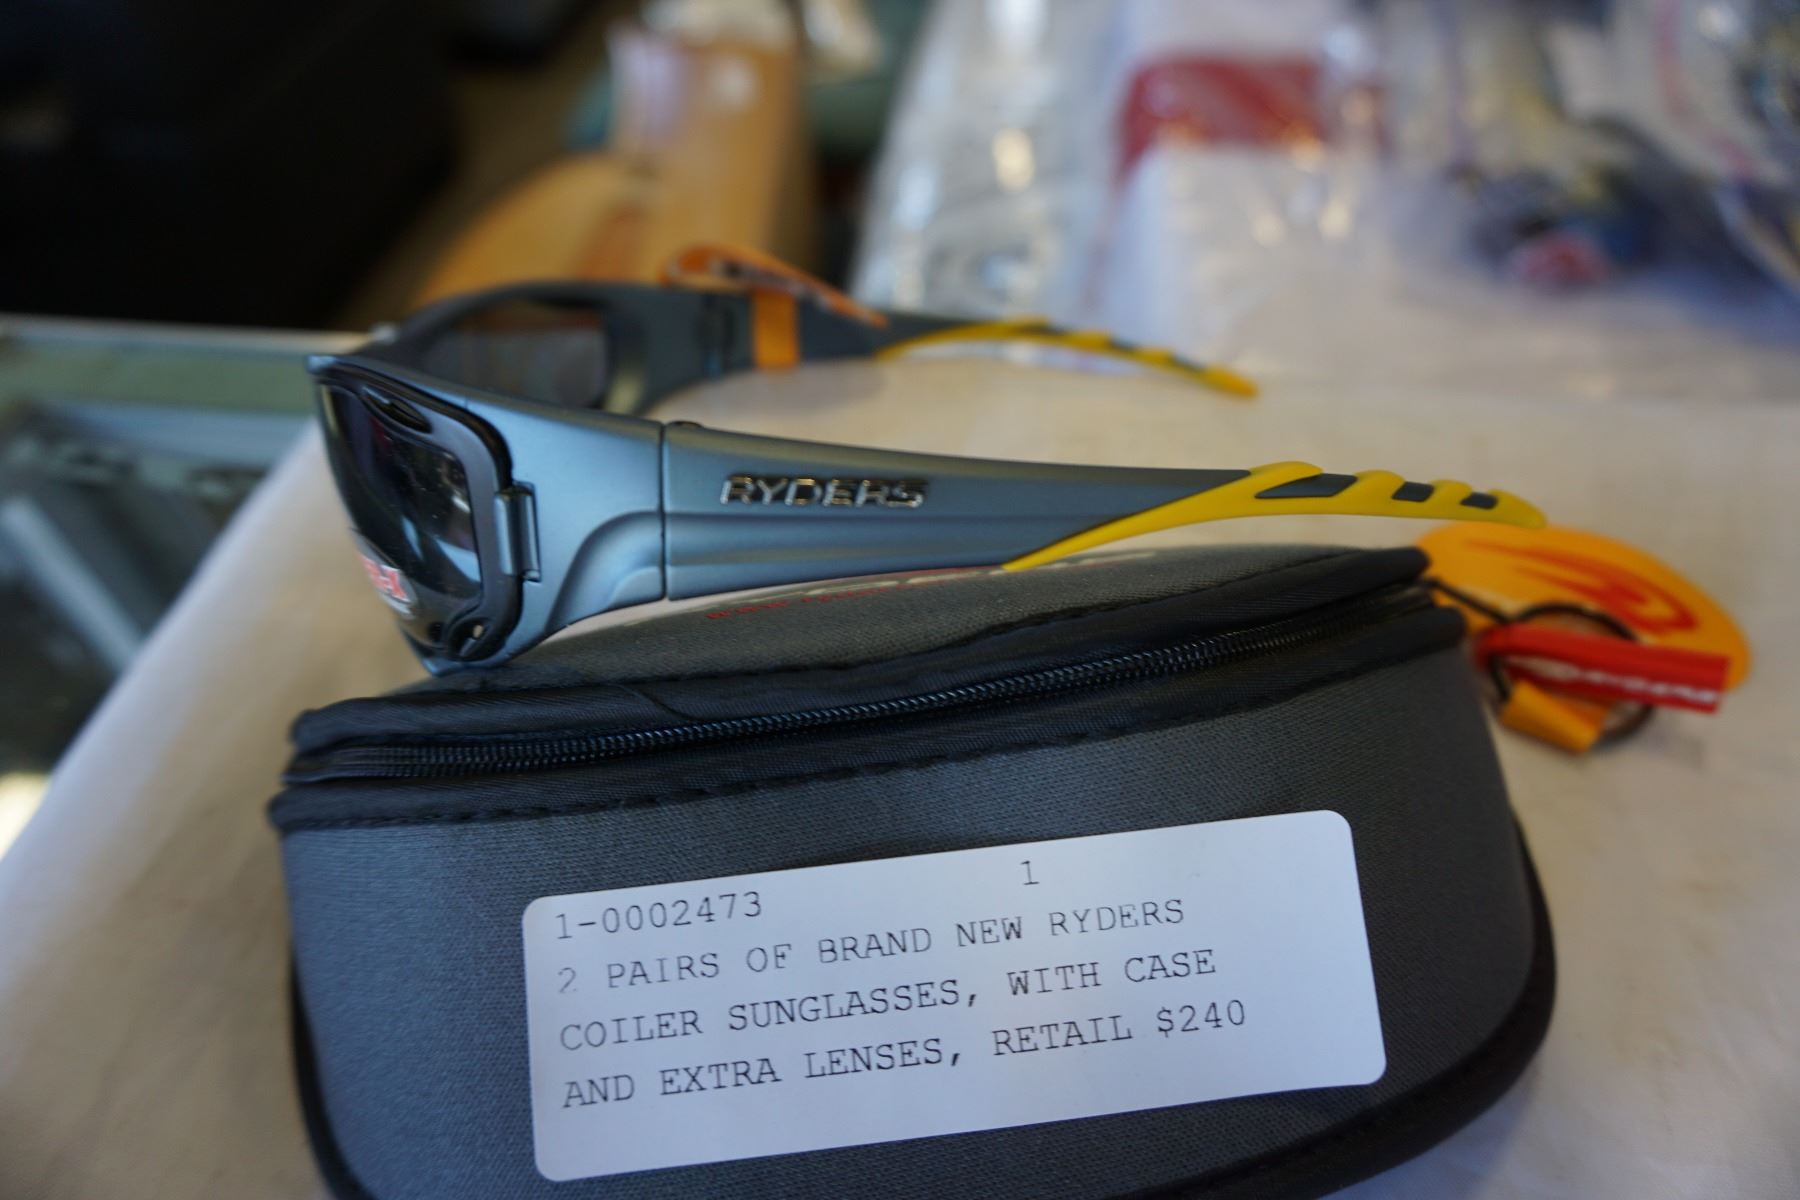 RYDERS
1-0002473 1
2 PAIRS OF BRAND NEW RYDERS
COILER SUNGLASSES, WITH CASE
AND EXTRA LENSES, RETAIL $240